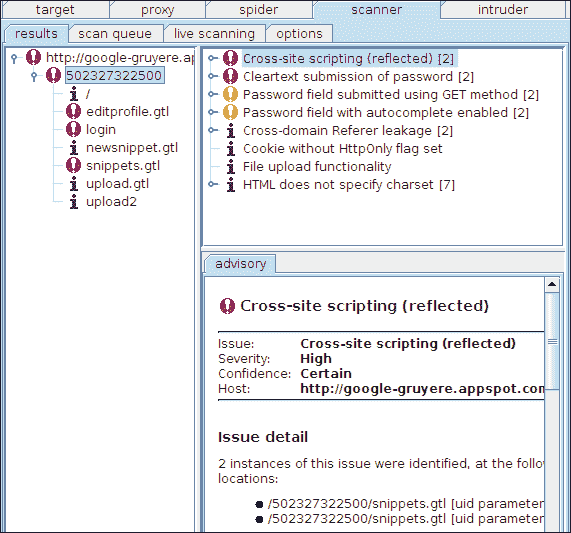 target proxy spider scanner intruder
results scan queue live scanning options
http://google-gruyere.ap
502327322500
/
editprofile.gtl
login
newsnippet.gtl
snippets.gtl
upload.gtl
upload2
Cross-site scripting (reflected) [2]
Cleartext submission of password [2]
Password field submitted using GET method [2]
Password field with autocomplete enabled [2]
Cross-domain Referer leakage [2]
Cookie without HttpOnly flag set
File upload functionality
HTML does not specify charset [7]
advisory
Cross-site scripting (reflected)
Issue: Cross-site scripting (reflected)
Severity: High
Confidence: Certain
Host: http://google-gruyere.appspot.com
Issue detail
2 instances of this issue were identified, at the follow
locations:
/502327322500/snippets.gtl [uid parameter
/502327322500/snippets.gtl [uid parameter